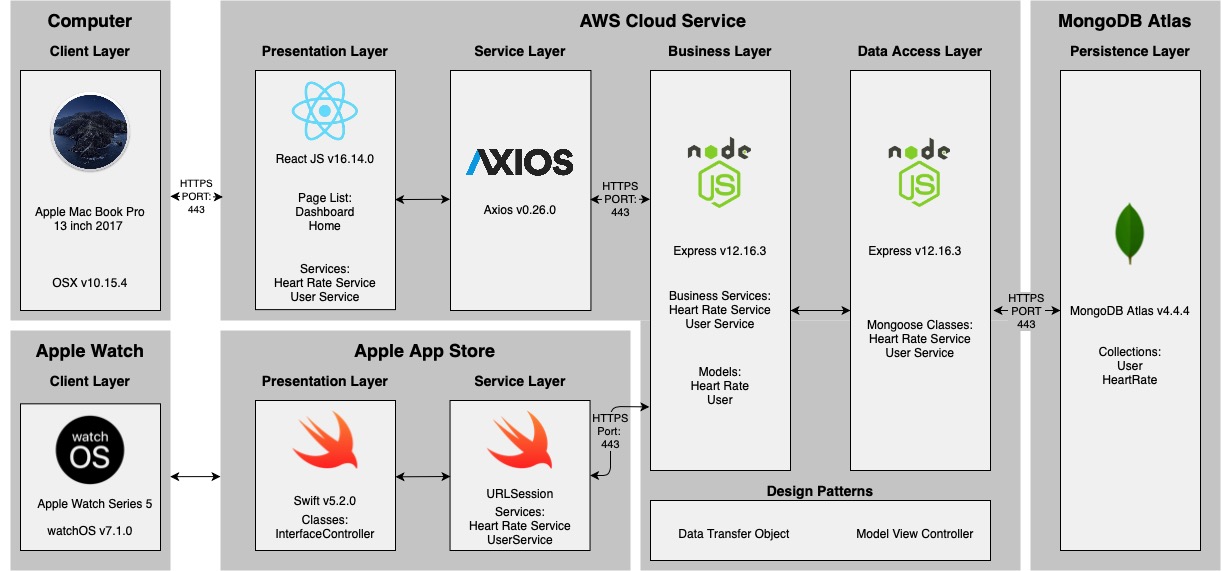 Computer
Client Layer
Apple Mac Book Pro
13 inch 2017
OSX v10.15.4
HTTPS
PORT:
443
AWS Cloud Service
Presentation Layer
React JS v16.14.0
Page List:
Dashboard
Home
Services:
Heart Rate Service
User Service
Service Layer
AXIOS
Axios v0.26.0
HTTPS
PORT:
443
Business Layer
node
JS
Express v12.16.3
Business Services:
Heart Rate Service
User Service
Models:
Heart Rate
User
Data Access Layer
node
JS
Express v12.16.3
Mongoose Classes:
Heart Rate Service
User Service
HTTPS
PORT
443
MongoDB Atlas
Persistence Layer
MongoDB Atlas v4.4.4
Collections:
User
HeartRate
Apple Watch
Client Layer
watch
OS
Apple Watch Series 5
watchOS v7.1.0
Apple App Store
Presentation Layer
Swift v5.2.0
Classes:
InterfaceController
Service Layer
URLSession
Services:
Heart Rate Service
UserService
HTTPS
Port:
443
Design Patterns
Data Transfer Object
Model View Controller